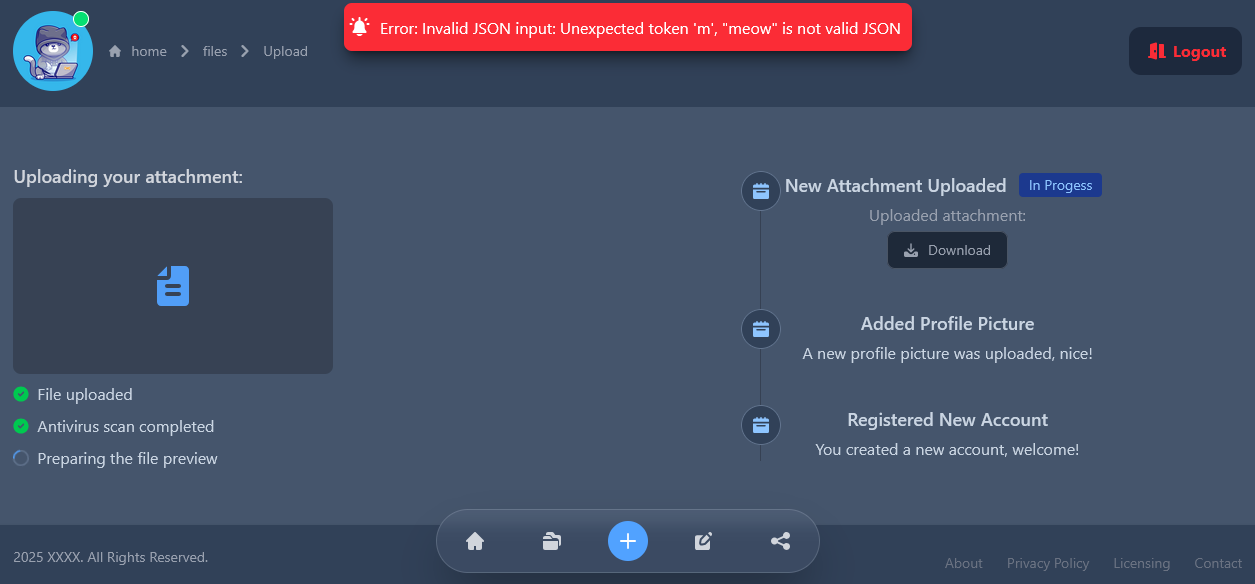 Error: Invalid JSON input: Unexpected token 'm', "meow" is not valid JSON
home files Upload
Logout
Uploading your attachment:
File uploaded
Antivirus scan completed
Preparing the file preview
New Attachment Uploaded In Progess
Uploaded attachment:
Download
Added Profile Picture
A new profile picture was uploaded, nice!
Registered New Account
You created a new account, welcome!
2025 XXXX. All Rights Reserved.
About Privacy Policy Licensing Contact